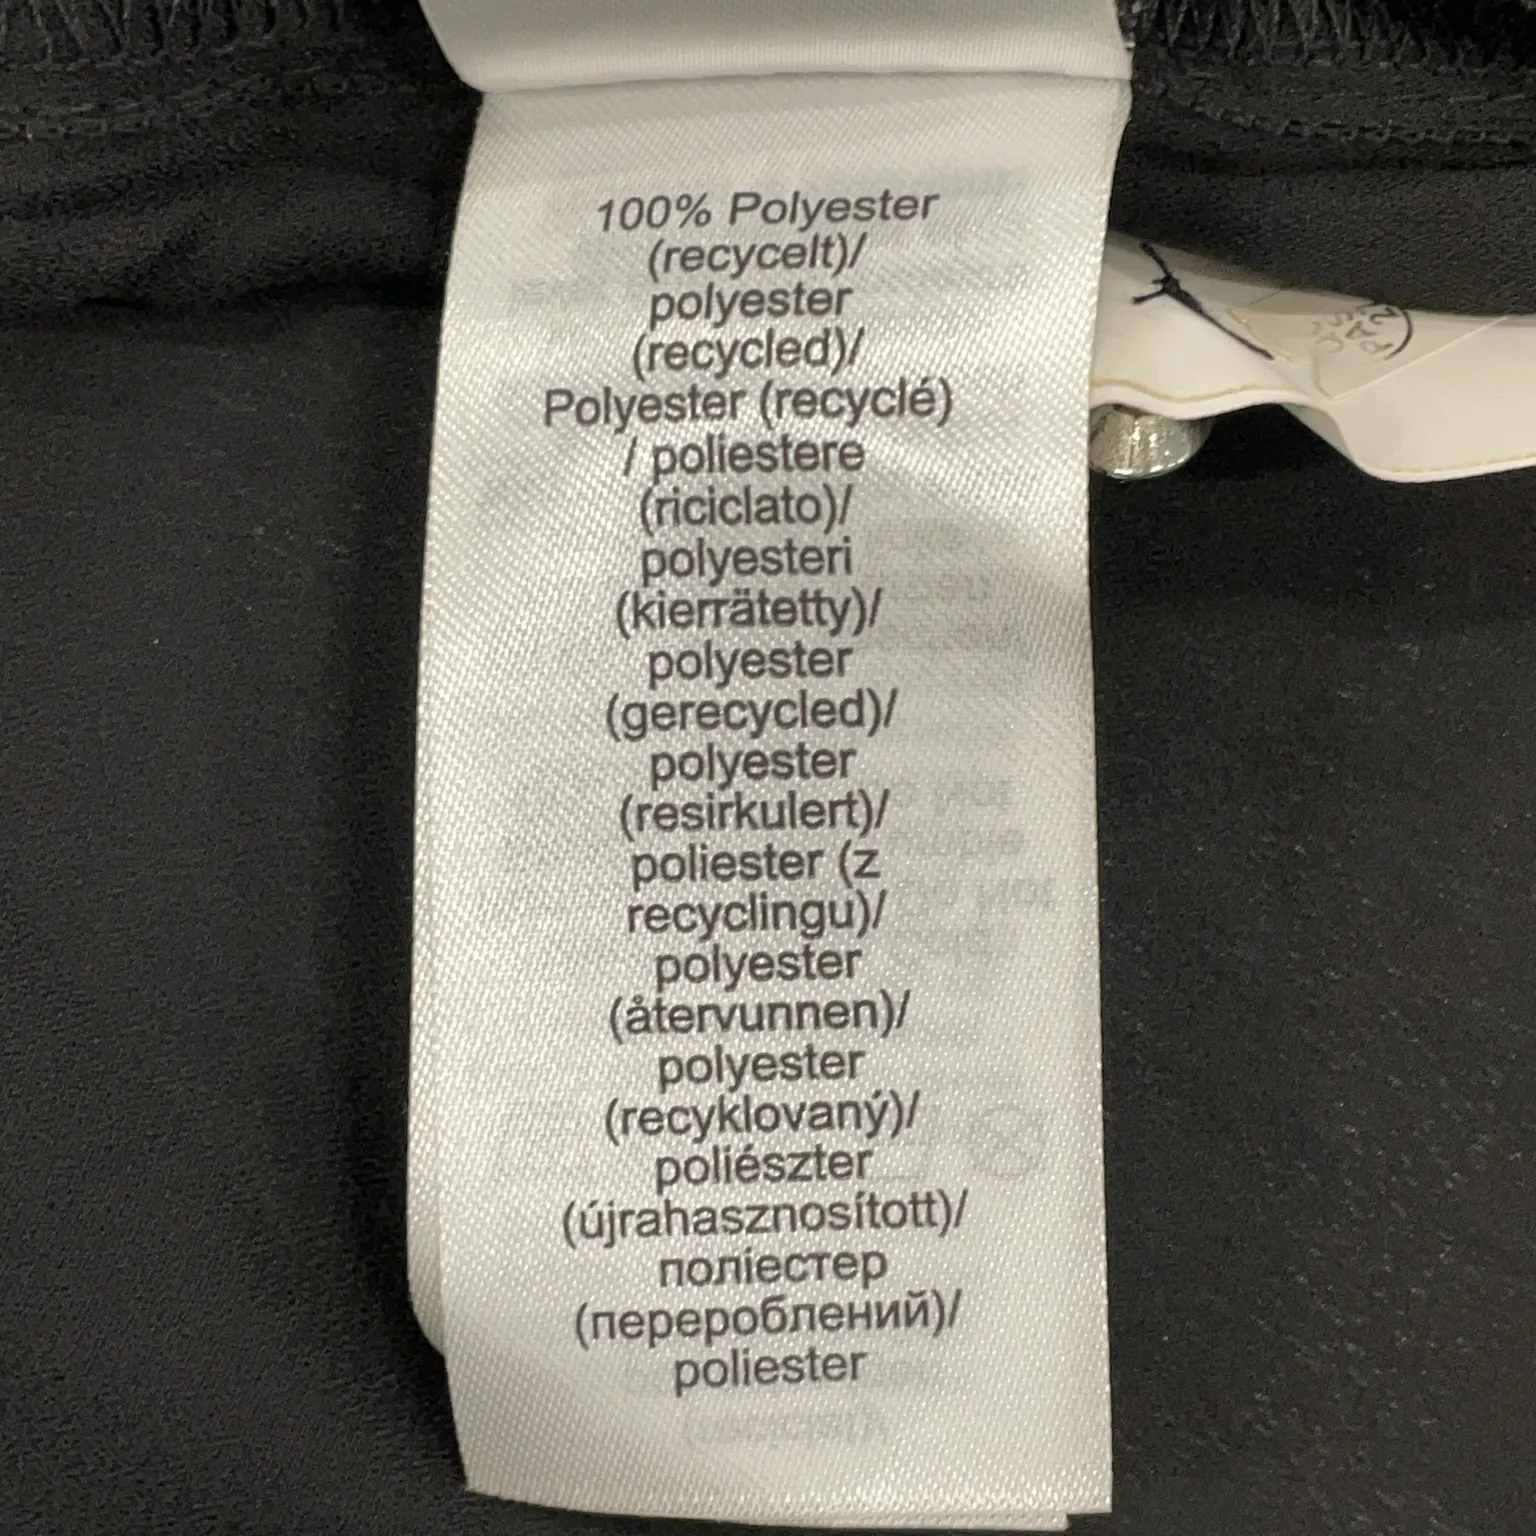 100% Polyester
(recycelt)/
polyester
(recycled)/
Polyester (recyclé)
/ poliestere
(riciclato)/
polyesteri
(kierrätetty)/
polyester
(gerecycled)/
polyester
(resirkulert)/
poliester (z
recyclingu)/
polyester
(återvunnen)/
polyester
(recyklovaný)/
poliészter
(újrahasznosított)/
поліестер
(перероблений)/
poliester